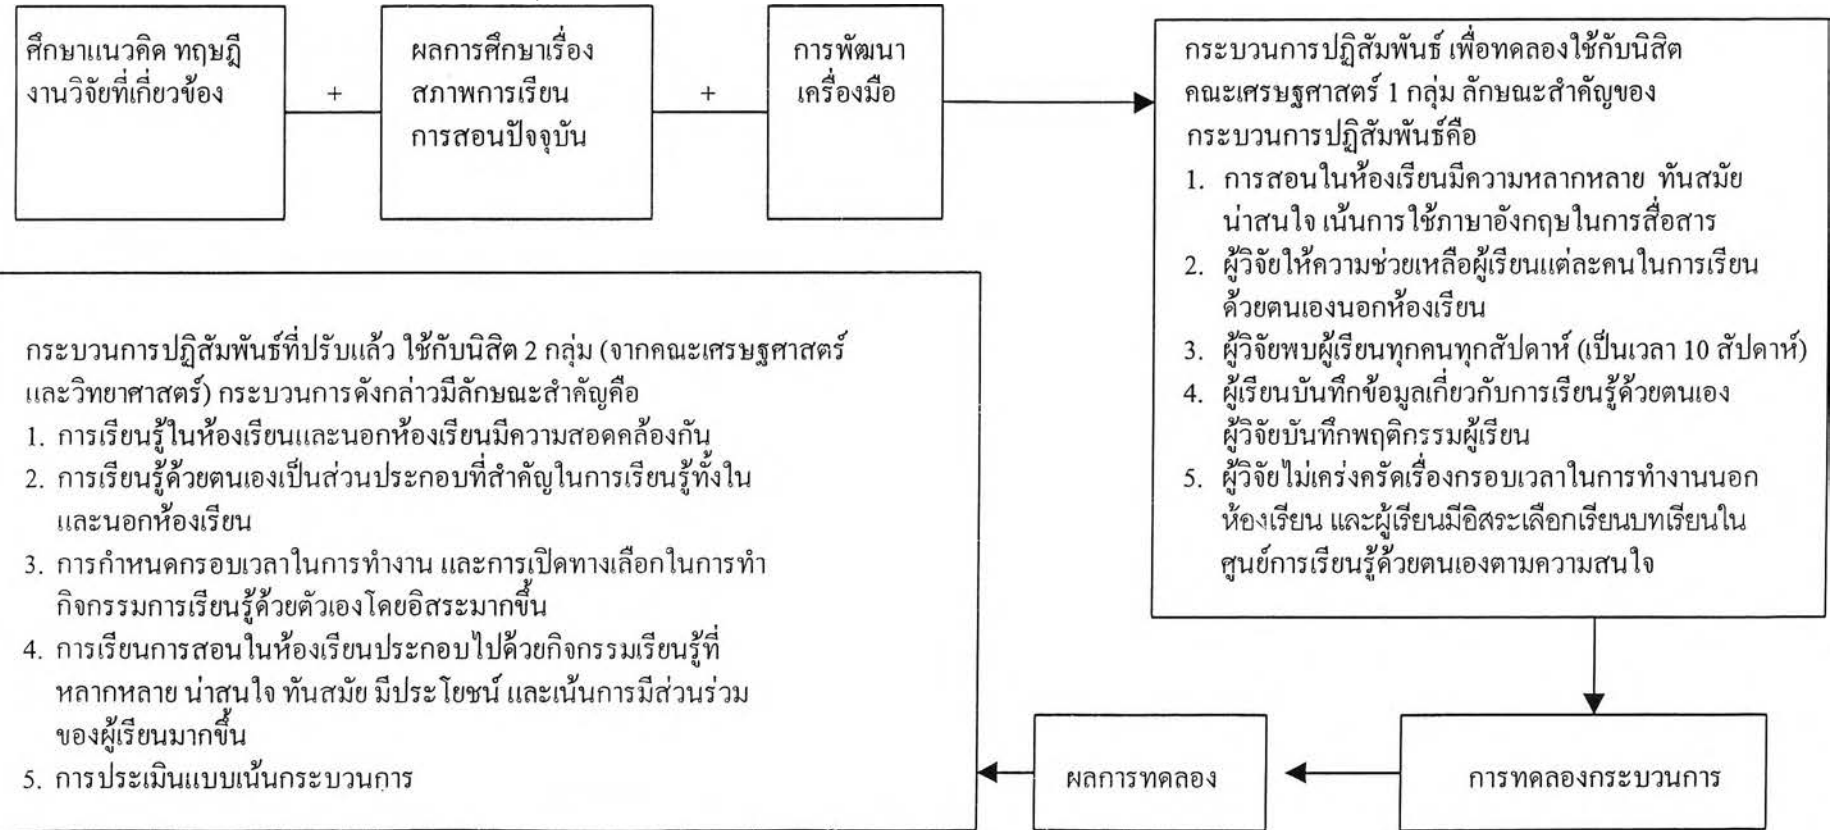 ศึกษาแนวคิด ทฤษฎี
งานวิจัยที่เกี่ยวข้อง
+
ผลการศึกษาเรื่อง
สภาพการเรียน
การสอนปัจจุบัน
+
การพัฒนา
เครื่องมือ
กระบวนการปฏิสัมพันธ์ เพื่อทดลองใช้กับนิสิต
คณะเศรษฐศาสตร์ 1 กลุ่ม ลักษณะสำคัญของ
กระบวนการปฏิสัมพันธ์คือ
1. การสอนในห้องเรียนมีความหลากหลาย ทันสมัย
น่าสนใจ เน้นการใช้ภาษาอังกฤษในการสื่อสาร
2. ผู้วิจัยให้ความช่วยเหลือผู้เรียนแต่ละคนในการเรียน
ด้วยตนเองนอกห้องเรียน
3. ผู้วิจัยพบผู้เรียนทุกคนทุกสัปดาห์ (เป็นเวลา 10 สัปดาห์)
4. ผู้เรียนบันทึกข้อมูลเกี่ยวกับการเรียนรู้ด้วยตนเอง
ผู้วิจัยบันทึกพฤติกรรมผู้เรียน
5. ผู้วิจัยไม่เคร่งครัดเรื่องกรอบเวลาในการทำงานนอก
ห้องเรียน และผู้เรียนมีอิสระเลือกเรียนบทเรียนใน
ศูนย์การเรียนรู้ด้วยตนเองตามความสนใจ
การทดลองกระบวนการ
ผลการทดลอง
กระบวนการปฏิสัมพันธ์ที่ปรับแล้ว ใช้กับนิสิต 2 กลุ่ม (จากคณะเศรษฐศาสตร์
และวิทยาศาสตร์) กระบวนการดังกล่าวมีลักษณะสำคัญคือ
1. การเรียนรู้ในห้องเรียนและนอกห้องเรียนมีความสอดคล้องกัน
2. การเรียนรู้ด้วยตนเองเป็นส่วนประกอบที่สำคัญในการเรียนรู้ทั้งใน
และนอกห้องเรียน
3. การกำหนดกรอบเวลาในการทำงาน และการเปิดทางเลือกในการทำ
กิจกรรมการเรียนรู้ด้วยตัวเองโดยอิสระมากขึ้น
4. การเรียนการสอนในห้องเรียนประกอบไปด้วยกิจกรรมเรียนรู้ที่
หลากหลาย น่าสนใจ ทันสมัย มีประโยชน์ และเน้นการมีส่วนร่วม
ของผู้เรียนมากขึ้น
5. การประเมินแบบเน้นกระบวนการ